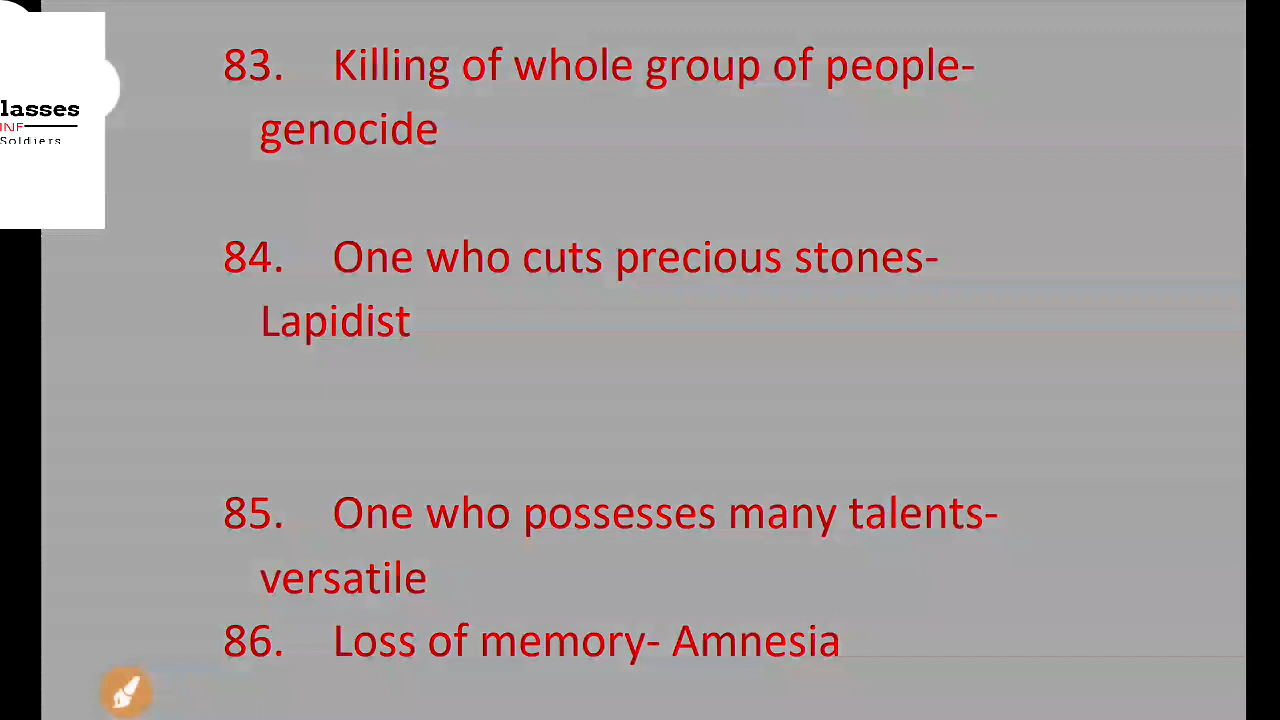 lasses
INF
Soldiers
83. Killing of whole group of people-
genocide
84. One who cuts precious stones-
Lapidist
85. One who possesses many talents-
versatile
86. Loss of memory- Amnesia